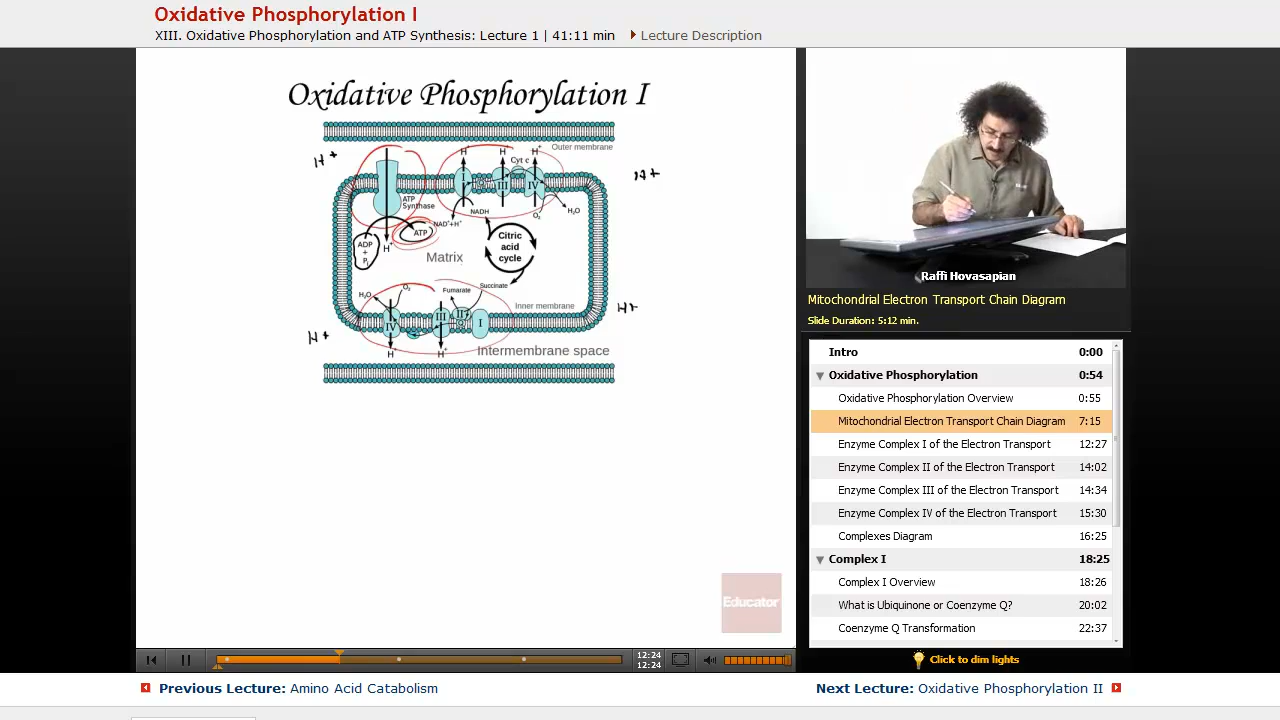 Oxidative Phosphorylation I
XIII. Oxidative Phosphorylation and ATP Synthesis: Lecture 1 | 41:11 min
Lecture Description
Oxidative Phosphorylation I
Outer membrane
H+
H+
H+
H+
H+
Cyt c
I
III
IV
H+
ATP
Synthase
NADH
NAD++H+
O2
H2O
ADP
+
Pi
H+
ATP
Citric
acid
cycle
Matrix
H2O
O2
Fumarate
Succinate
Inner membrane
H+
IV
III
II
I
H+
H+
H+
Intermembrane space
Educator
Raffi Hovasapian
Mitochondrial Electron Transport Chain Diagram
Slide Duration: 5:12 min.
Intro 0:00
Oxidative Phosphorylation 0:54
Oxidative Phosphorylation Overview 0:55
Mitochondrial Electron Transport Chain Diagram 7:15
Enzyme Complex I of the Electron Transport 12:27
Enzyme Complex II of the Electron Transport 14:02
Enzyme Complex III of the Electron Transport 14:34
Enzyme Complex IV of the Electron Transport 15:30
Complexes Diagram 16:25
Complex I 18:25
Complex I Overview 18:26
What is Ubiquinone or Coenzyme Q? 20:02
Coenzyme Q Transformation 22:37
12:24
12:24
Click to dim lights
Previous Lecture: Amino Acid Catabolism
Next Lecture: Oxidative Phosphorylation II